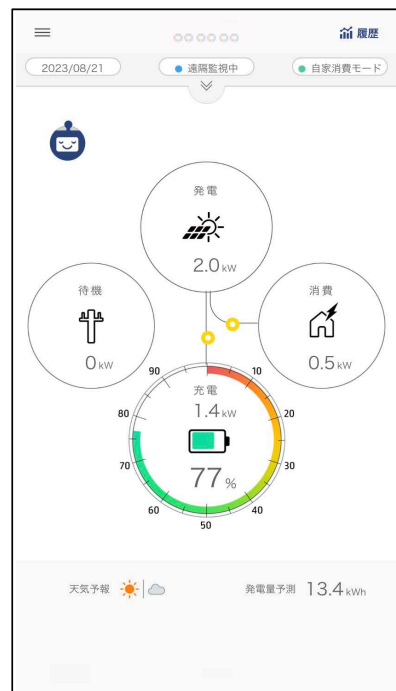 履歴
2023/08/21
遠隔監視中
自家消費モード
発電
2.0 kW
待機
0 kW
消費
0.5 kW
充電
1.4 kW
77 %
10
20
30
40
50
60
70
80
90
天気予報
発電量予測 13.4 kWh